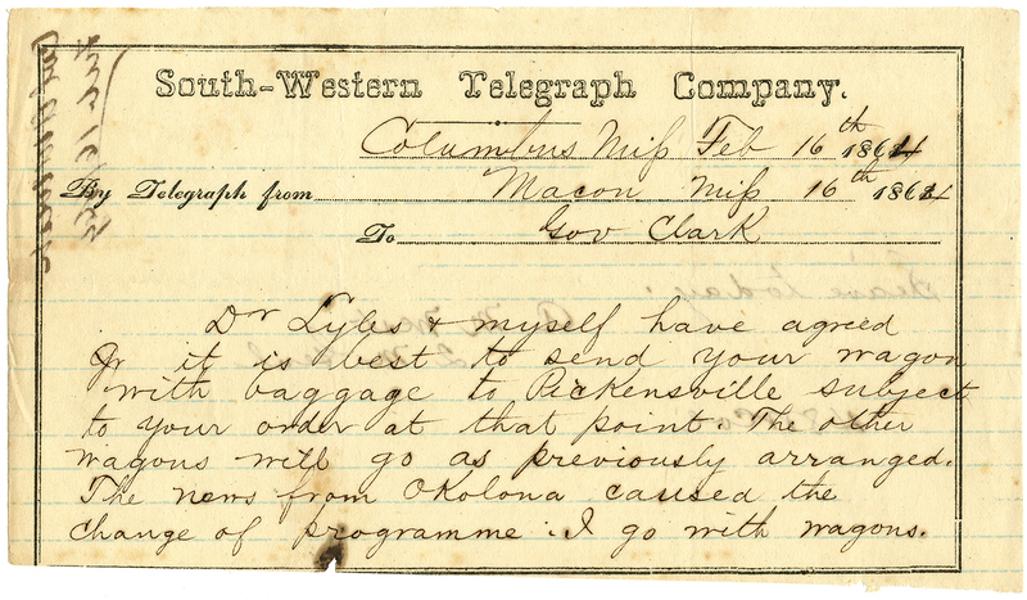 South-Western Telegraph Company.
Columbus Miss Feb 16th 1864
By Telegraph from Macon Miss 16th 1864
To Gov Clark
Dr Lyles & myself have agreed
it is best to send your wagon
with baggage to Pickensville subject
to your order at that point. The other
wagons will go as previously arranged.
The news from Okolona caused the
change of programme. I go with wagons.
leave today.